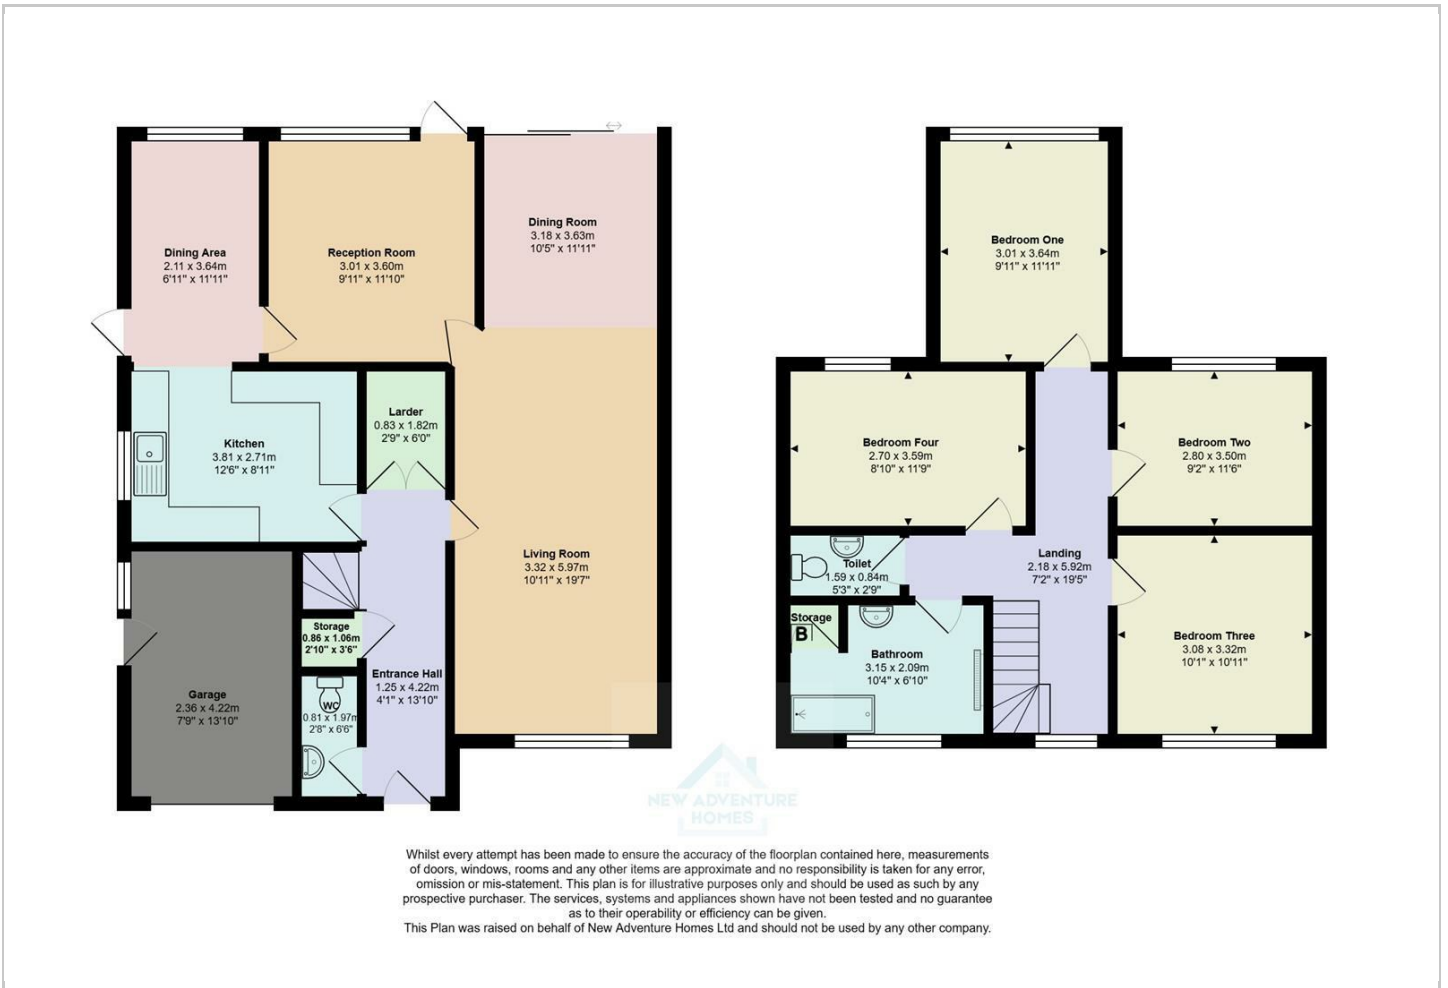 Dining Area
2.11 x 3.64m
6'11" x 11'11"
Reception Room
3.01 x 3.60m
9'11" x 11'10"
Dining Room
3.18 x 3.63m
10'5" x 11'11"
Kitchen
3.81 x 2.71m
12'6" x 8'11"
Larder
0.83 x 1.82m
2'9" x 6'0"
Living Room
3.32 x 5.97m
10'11" x 19'7"
Storage
0.86 x 1.06m
2'10" x 3'6"
Entrance Hall
1.25 x 4.22m
4'1" x 13'10"
WC
0.81 x 1.97m
2'8" x 6'6"
Garage
2.36 x 4.22m
7'9" x 13'10"
Bedroom One
3.01 x 3.64m
9'11" x 11'11"
Bedroom Four
2.70 x 3.59m
8'10" x 11'9"
Bedroom Two
2.80 x 3.50m
9'2" x 11'6"
Toilet
1.59 x 0.84m
5'3" x 2'9"
Landing
2.18 x 5.92m
7'2" x 19'5"
Storage
B
Bathroom
3.15 x 2.09m
10'4" x 6'10"
Bedroom Three
3.08 x 3.32m
10'1" x 10'11"
NEW ADVENTURE
HOMES
Whilst every attempt has been made to ensure the accuracy of the floorplan contained here, measurements
of doors, windows, rooms and any other items are approximate and no responsibility is taken for any error,
omission or mis-statement. This plan is for illustrative purposes only and should be used as such by any
prospective purchaser. The services, systems and appliances shown have not been tested and no guarantee
as to their operability or efficiency can be given.
This Plan was raised on behalf of New Adventure Homes Ltd and should not be used by any other company.